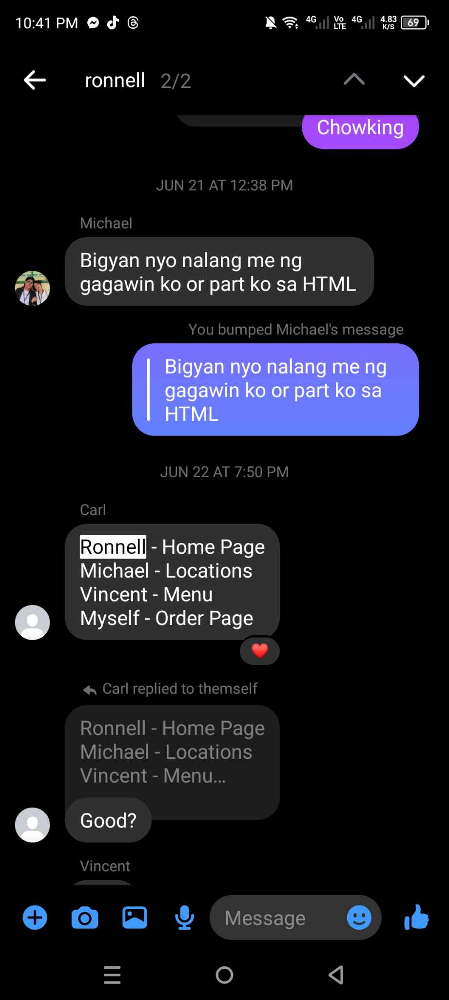 10:41 PM
4G
Vo
LTE
4G
4.83
K/S
69
ronnell 2/2
Chowking
JUN 21 AT 12:38 PM
Michael
Bigyan nyo nalang me ng
gagawin ko or part ko sa HTML
You bumped Michael's message
Bigyan nyo nalang me ng
gagawin ko or part ko sa
HTML
JUN 22 AT 7:50 PM
Carl
Ronnell - Home Page
Michael - Locations
Vincent - Menu
Myself - Order Page
Carl replied to themself
Ronnell - Home Page
Michael - Locations
Vincent - Menu...
Good?
Vincent
Message